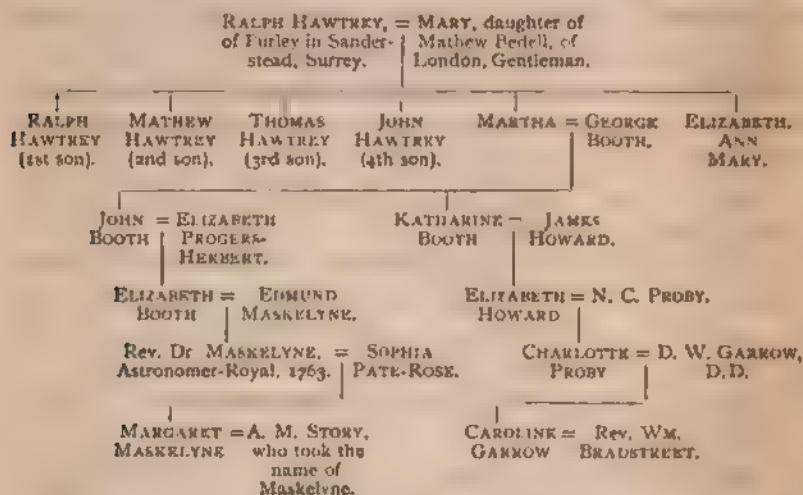 RALPH HAWTREY, = MARY, daughter of
of Purley in Sander- Mathew Bedell, of
stead, Surrey. London, Gentleman.
RALPH MATHEW THOMAS JOHN MARTHA = GEORGE ELIZABETH.
HAWTREY HAWTREY HAWTREY HAWTREY BOOTH. ANN
(1st son). (2nd son). (3rd son). (4th son). MARY.
JOHN = ELIZABETH KATHARINE = JAMES
BOOTH PROGERS- BOOTH HOWARD.
HERBERT.
ELIZABETH = EDMUND ELIZABETH = N. C. PROBY.
BOOTH MASKELYNE. HOWARD
Rev. Dr MASKELYNE, = SOPHIA CHARLOTTE = D. W. GARROW,
Astronomer-Royal, 1763. PATE-ROSE. PROBY D.D.
MARGARET = A. M. STORY, CAROLINE = Rev. WM.
MASKELYNE who took the GARROW BRADSTREET.
name of
Maskelyne.